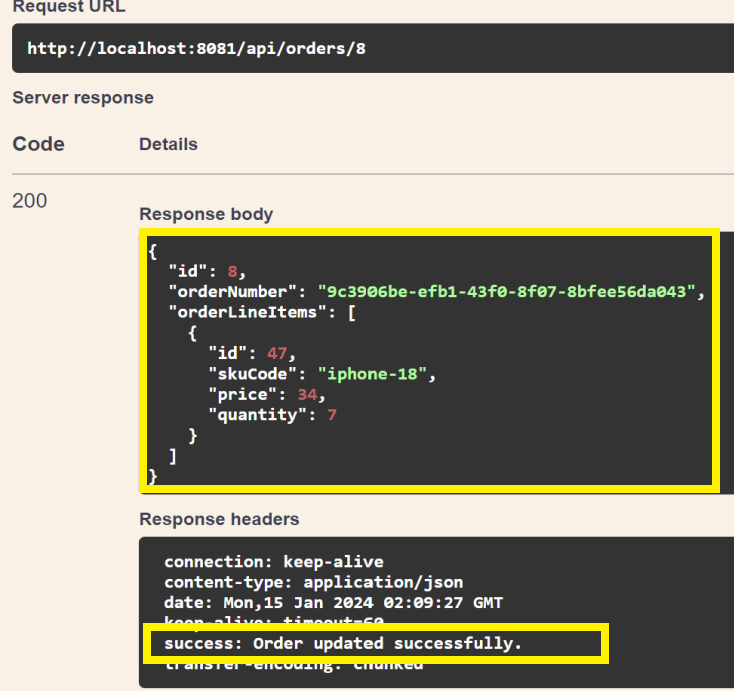 Request URL
http://localhost:8081/api/orders/8
Server response
Code Details
200
Response body
{
"id": 8,
"orderNumber": "9c3906be-efb1-43f0-8f07-8bfee56da043",
"orderLineItems": [
{
"id": 47,
"skuCode": "iphone-18",
"price": 34,
"quantity": 7
}
]
}
Response headers
connection: keep-alive
content-type: application/json
date: Mon,15 Jan 2024 02:09:27 GMT
keep-alive: timeout=60
success: Order updated successfully.
transfer-encoding: chunked